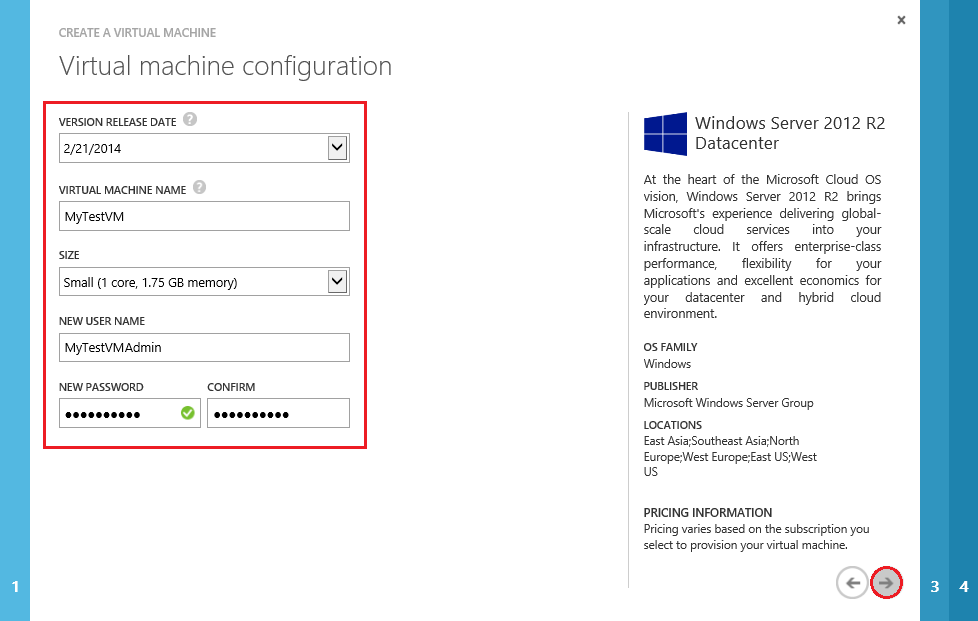 CREATE A VIRTUAL MACHINE
Virtual machine configuration
VERSION RELEASE DATE ?
2/21/2014
VIRTUAL MACHINE NAME ?
MyTestVM
SIZE
Small (1 core, 1.75 GB memory)
NEW USER NAME
MyTestVMAdmin
NEW PASSWORD CONFIRM
●●●●●●●●●● ●●●●●●●●●●
1
×
Windows Server 2012 R2
Datacenter
At the heart of the Microsoft Cloud OS
vision, Windows Server 2012 R2 brings
Microsoft's experience delivering global-
scale cloud services into your
infrastructure. It offers enterprise-class
performance, flexibility for your
applications and excellent economics for
your datacenter and hybrid cloud
environment.
OS FAMILY
Windows
PUBLISHER
Microsoft Windows Server Group
LOCATIONS
East Asia;Southeast Asia;North
Europe;West Europe;East US;West
US
PRICING INFORMATION
Pricing varies based on the subscription you
select to provision your virtual machine.
3 4